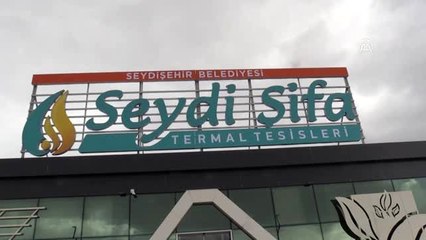 SEYDİŞEHİR BELEDİYESİ
Seydi Şifa
TERMAL TESİSLERİ